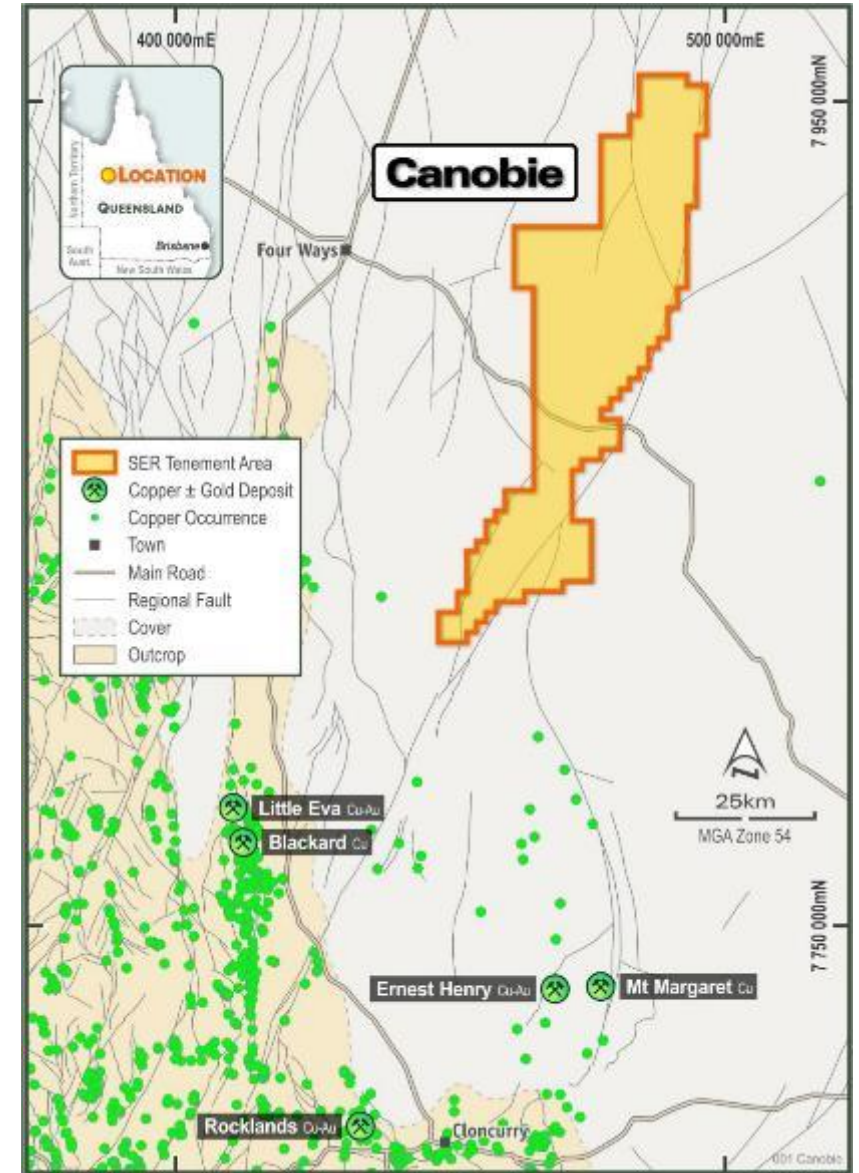 400 000mE
500 000mE
7 950 000mN
Northern Territory
LOCATION
QUEENSLAND
Brisbane
South
Aust.
New South Wales
Canobie
Four Ways
SER Tenement Area
Copper ± Gold Deposit
Copper Occurrence
Town
Main Road
Regional Fault
Cover
Outcrop
Little Eva Cu-Au
Blackard Cu
25km
MGA Zone 54
7 750 000mN
Ernest Henry Cu-Au
Mt Margaret Cu
Rocklands Cu-Au
Cloncurry
001 Canobie